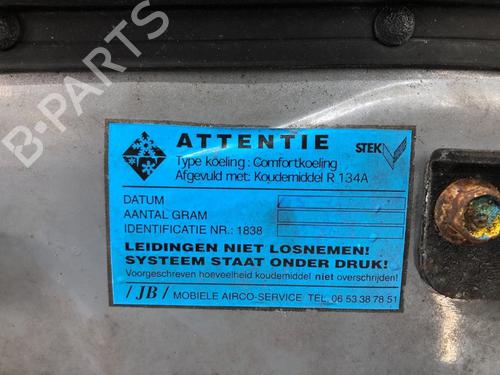 B-PARTS
ATTENTIE
STEK
Type koeling: Comfortkoeling
Afgevuld met: Koudemiddel R 134A
DATUM
AANTAL GRAM
IDENTIFICATIE NR.: 1838
LEIDINGEN NIET LOSNEMEN!
SYSTEEM STAAT ONDER DRUK!
Voorgeschreven hoeveelheid koudemiddel niet overschrijden!
/ JB / MOBIELE AIRCO-SERVICE TEL. 06 53 38 78 51